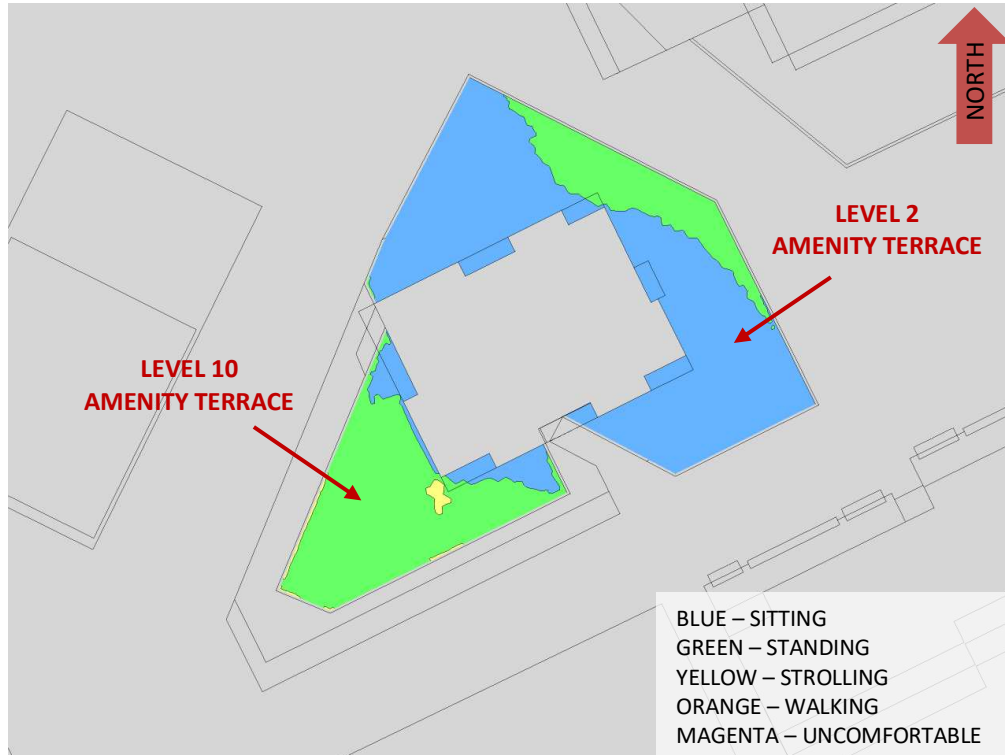 NORTH
LEVEL 2
AMENITY TERRACE
LEVEL 10
AMENITY TERRACE
BLUE – SITTING
GREEN – STANDING
YELLOW – STROLLING
ORANGE – WALKING
MAGENTA – UNCOMFORTABLE